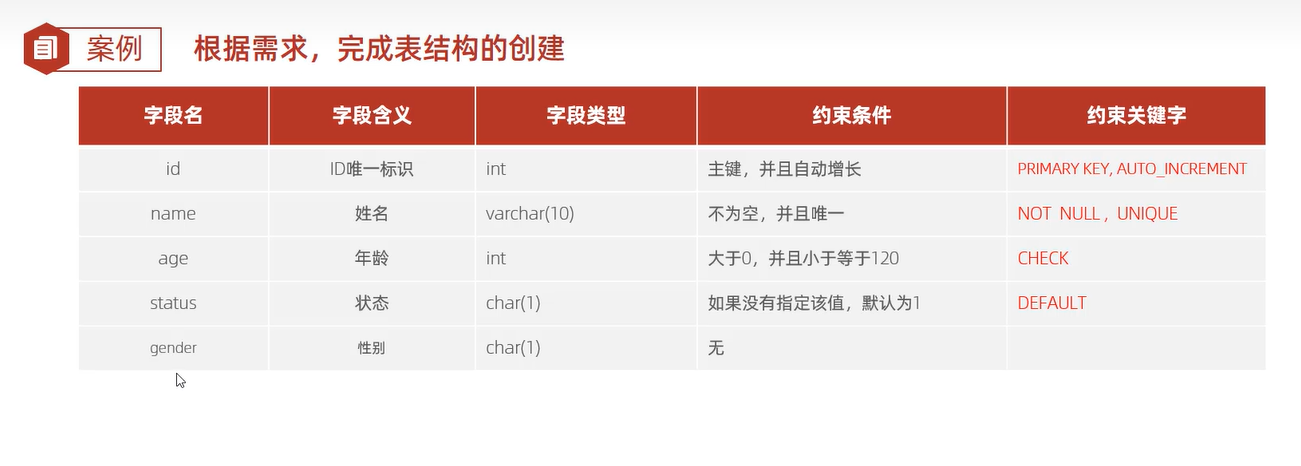 案例 根据需求，完成表结构的创建
字段名 字段含义 字段类型 约束条件 约束关键字
id ID唯一标识 int 主键，并且自动增长 PRIMARY KEY, AUTO_INCREMENT
name 姓名 varchar(10) 不为空，并且唯一 NOT NULL , UNIQUE
age 年龄 int 大于0，并且小于等于120 CHECK
status 状态 char(1) 如果没有指定该值，默认为1 DEFAULT
gender 性别 char(1) 无